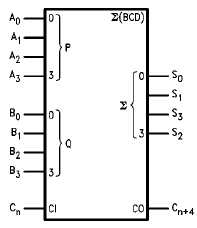 A0 0 Σ(BCD)
A1 P
A2
A3 3 0 S0
Σ S1
B0 0 S3
B1 Q 3 S2
B2
B3 3
Cn CI CO Cn+4